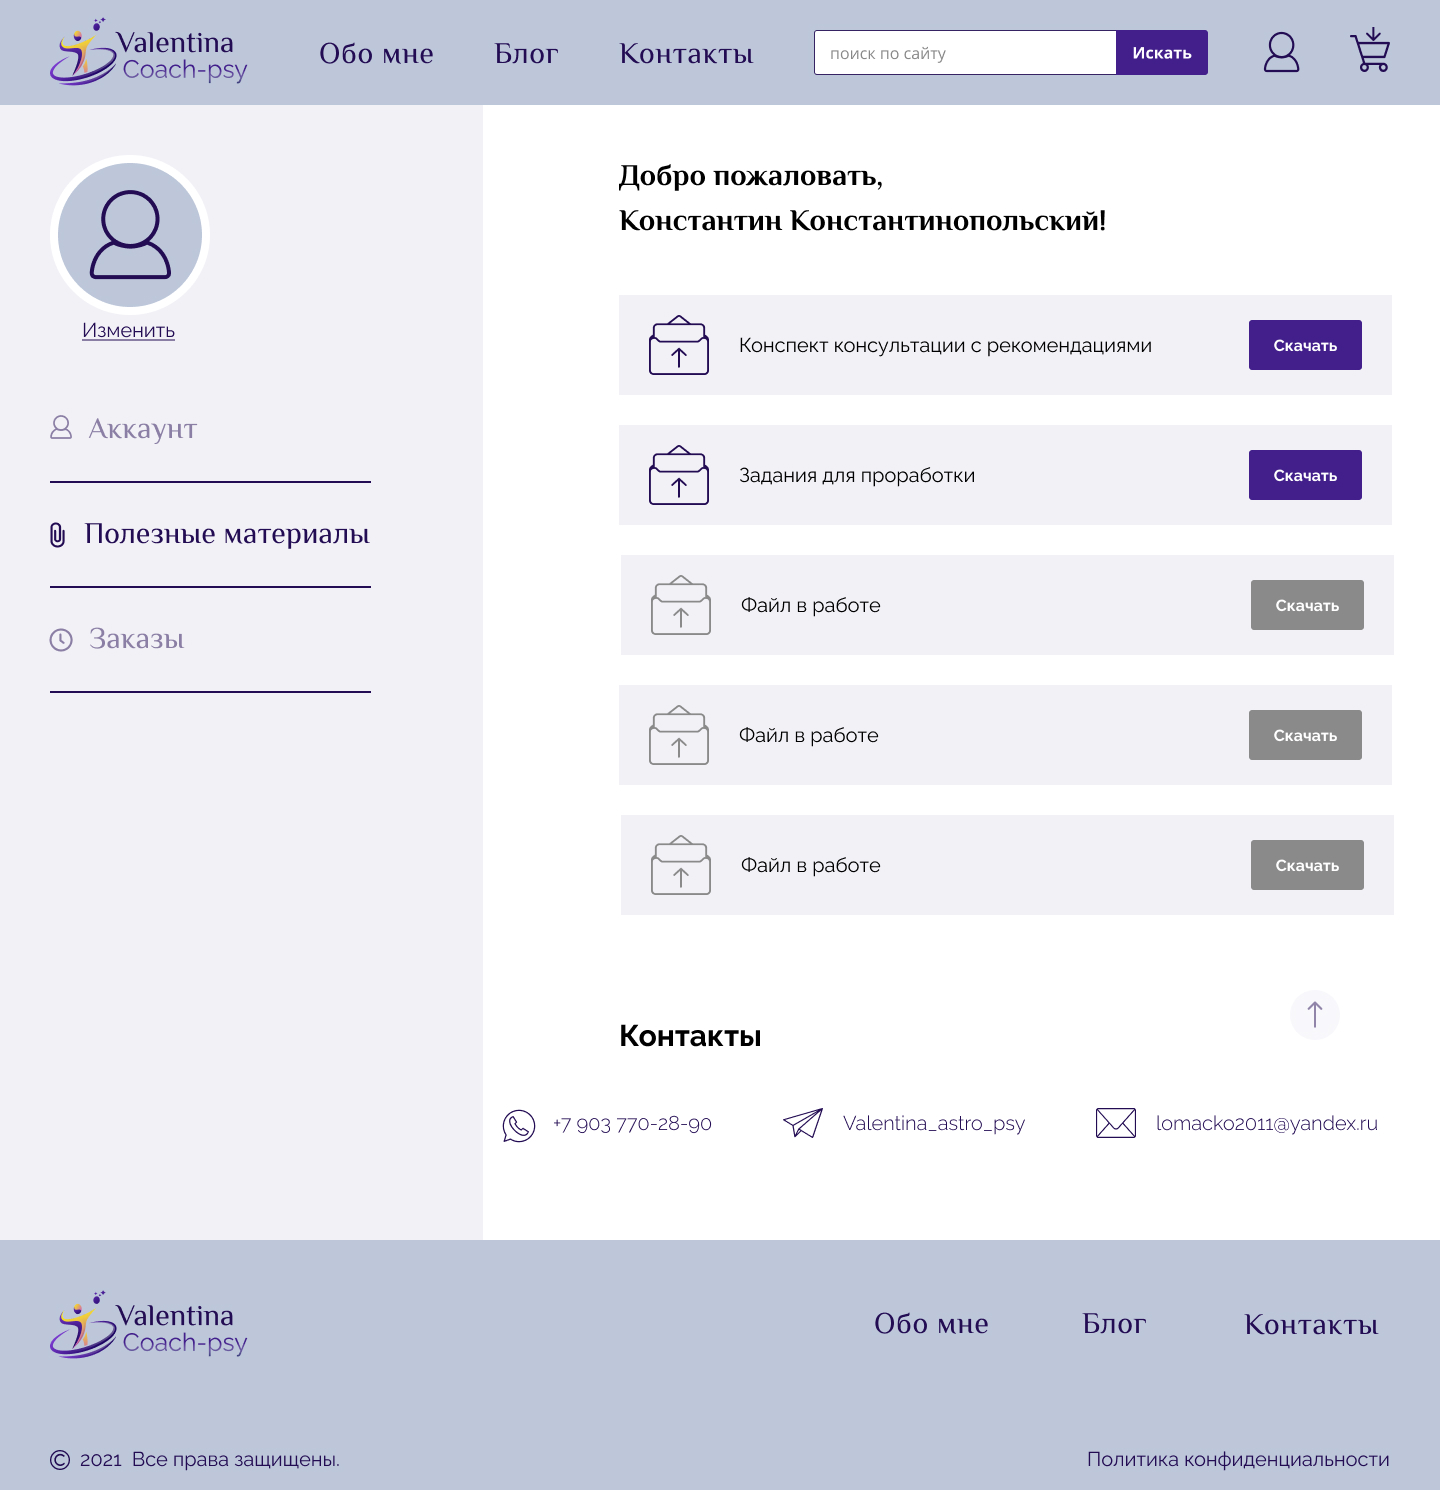 Valentina
Coach-psy
Обо мне
Блог
Контакты
поиск по сайту
Искать
Изменить
Аккаунт
Полезные материалы
Заказы
Добро пожаловать,
Константин Константинопольский!
Конспект консультации с рекомендациями
Скачать
Задания для проработки
Скачать
Файл в работе
Скачать
Файл в работе
Скачать
Файл в работе
Скачать
Контакты
+7 903 770-28-90
Valentina_astro_psy
lomacko2011@yandex.ru
Valentina
Coach-psy
Обо мне
Блог
Контакты
© 2021 Все права защищены.
Политика конфиденциальности